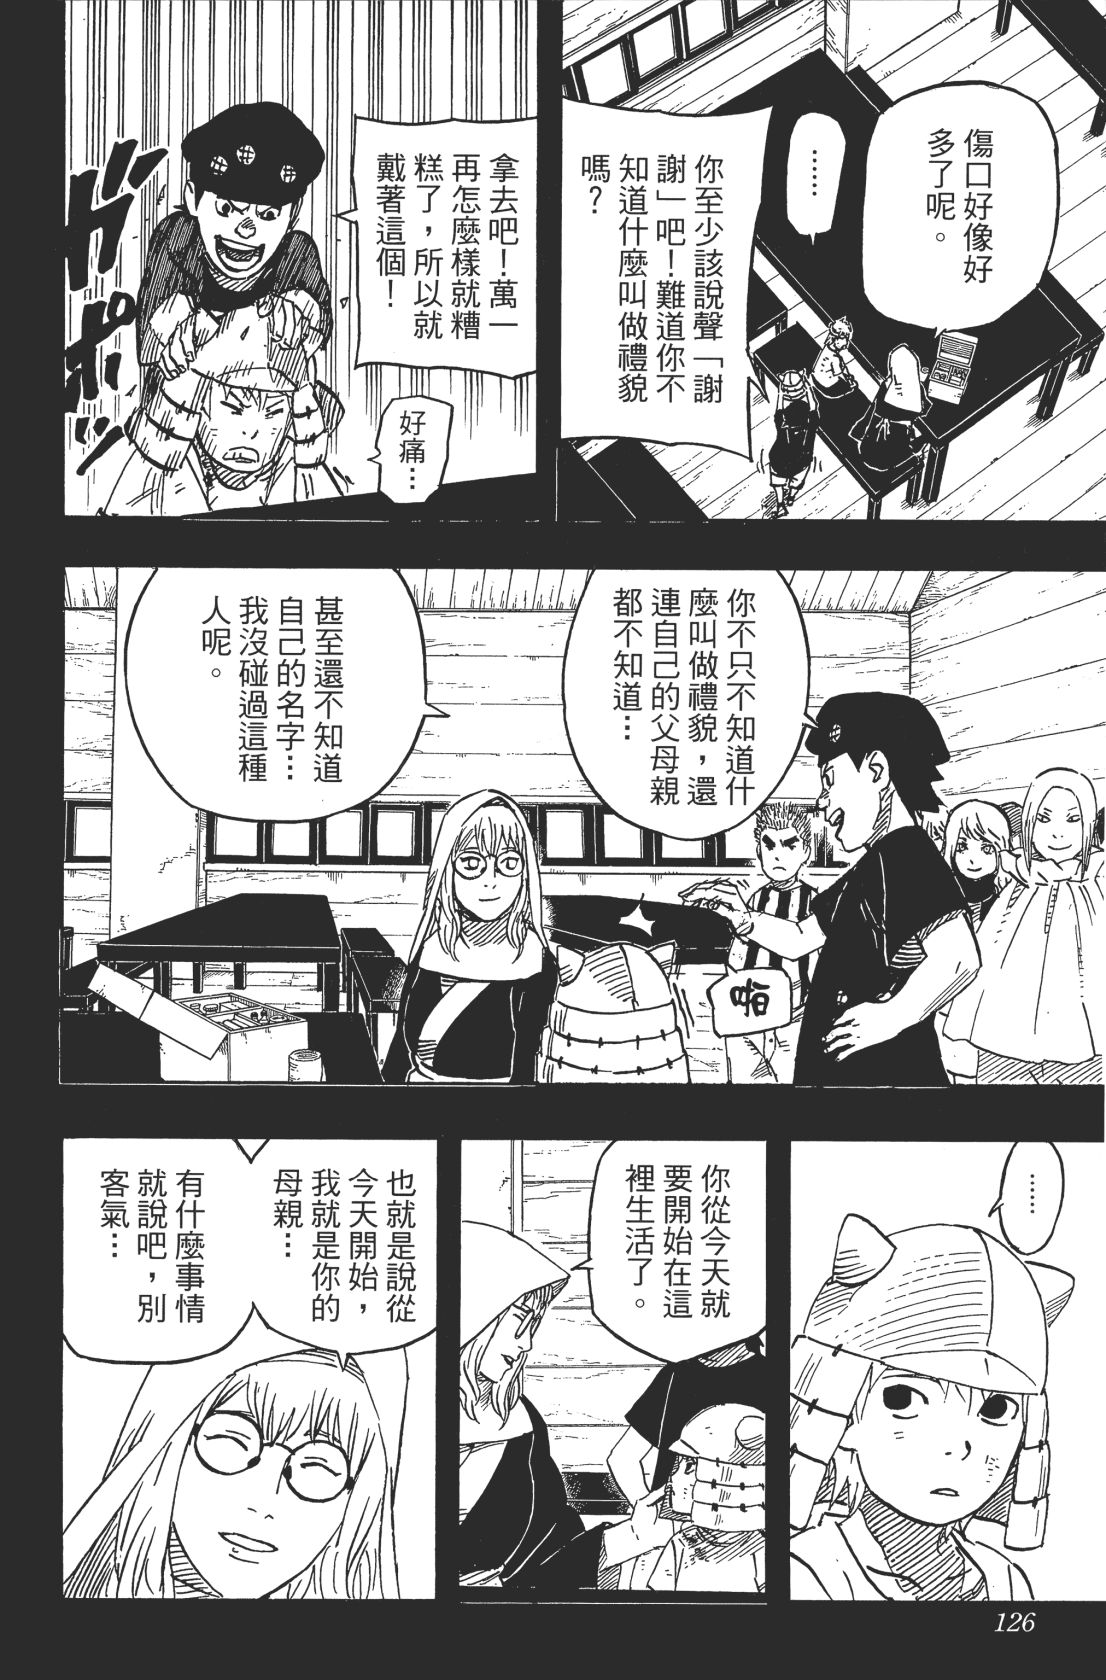 傷口好像好
多了呢。
……
你至少該說聲「謝
謝」吧！難道你不
知道什麼叫做禮貌
嗎？
拿去吧！萬一
再怎麼樣就糟
糕了，所以就
戴著這個！
好痛…
你不只不知道什
麼叫做禮貌，還
連自己的父母親
都不知道…
啪
甚至還不知道
自己的名字…
我沒碰過這種
人呢。
……
你從今天就
要開始在這
裡生活了。
也就是說從
今天開始，
我就是你的
母親…
有什麼事情
就說吧，別
客氣…
126